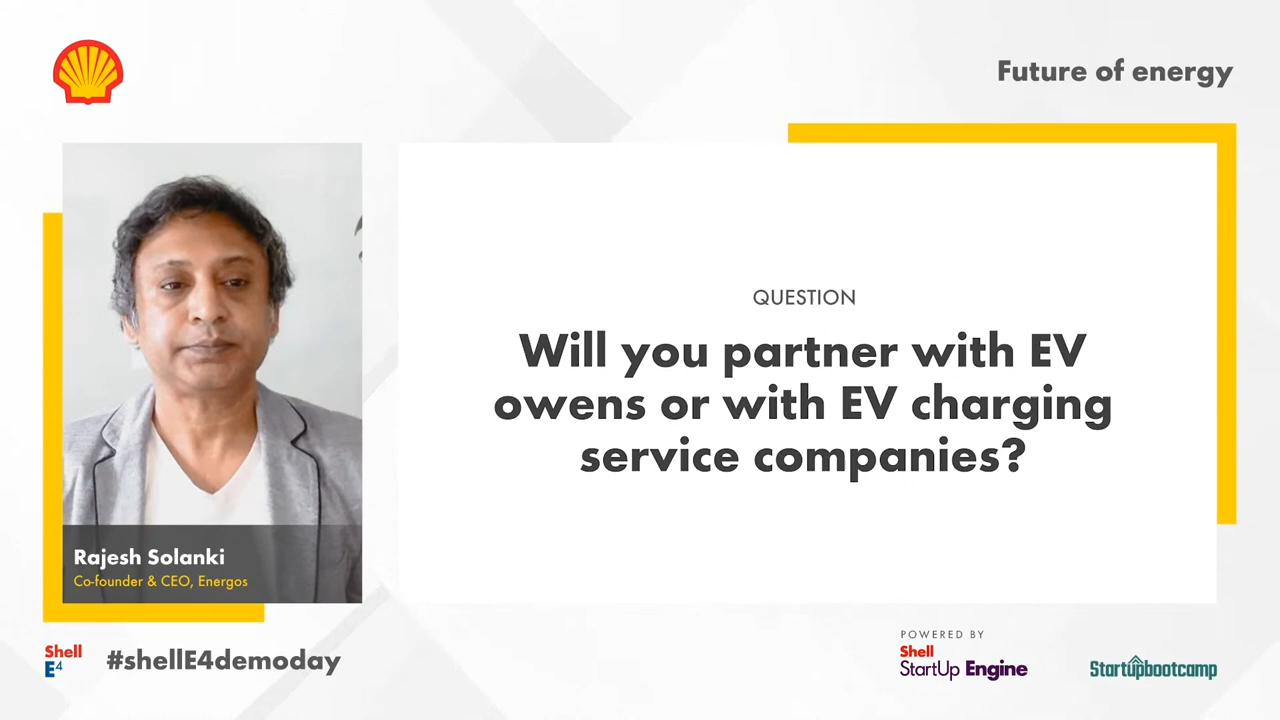 Future of energy
QUESTION
Will you partner with EV
owens or with EV charging
service companies?
Rajesh Solanki
Co-founder & CEO, Energos
Shell
E4
#shellE4demoday
POWERED BY
Shell
StartUp Engine
Startupbootcamp